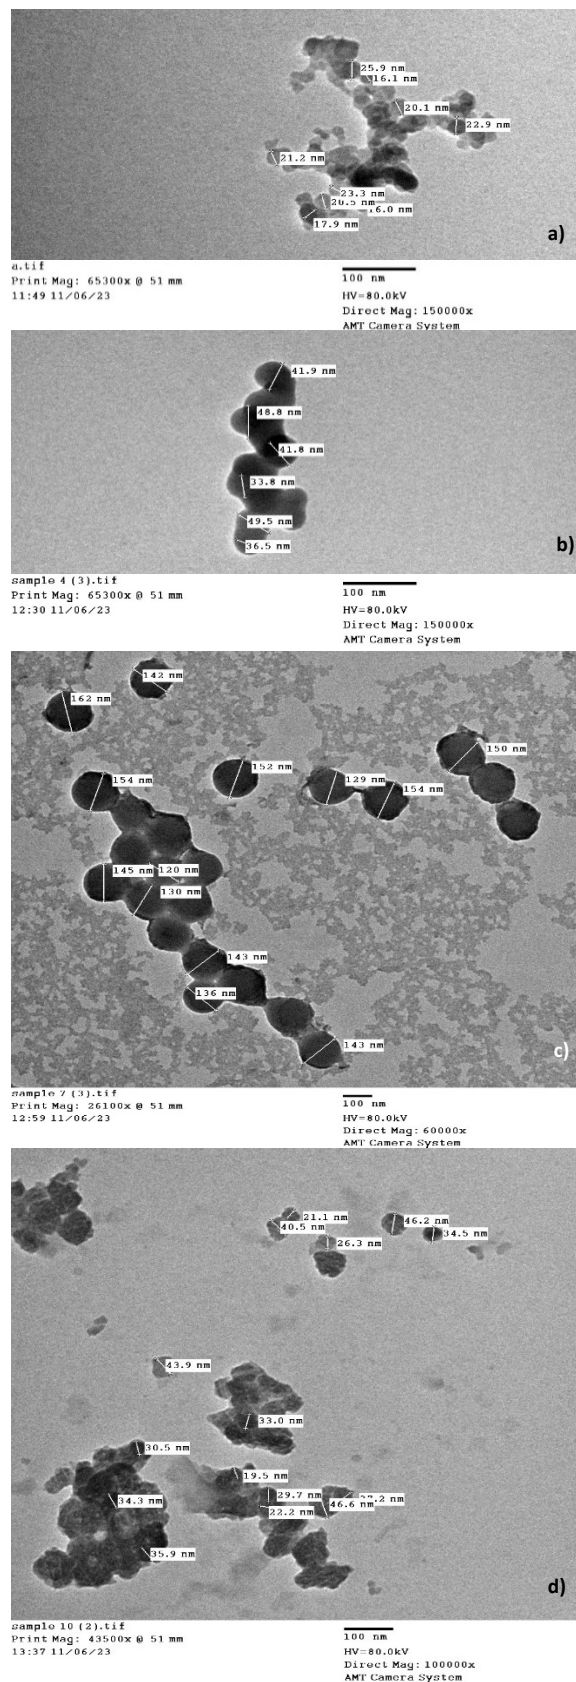 25.9 nm
16.1 nm
20.1 nm
22.9 nm
21.2 nm
23.3 nm
20.5 nm
16.0 nm
17.9 nm
a)
a.tif
Print Mag: 65300x @ 51 mm
11:49 11/06/23
100 nm
HV=80.0kV
Direct Mag: 150000x
AMT Camera System
41.9 nm
48.8 nm
41.8 nm
33.8 nm
49.5 nm
36.5 nm
b)
sample 4 (3).tif
Print Mag: 65300x @ 51 mm
12:30 11/06/23
100 nm
HV=80.0kV
Direct Mag: 150000x
AMT Camera System
142 nm
162 nm
150 nm
152 nm
154 nm
129 nm
154 nm
145 nm
120 nm
130 nm
143 nm
136 nm
143 nm
c)
sample 7 (3).tif
Print Mag: 26100x @ 51 mm
12:59 11/06/23
100 nm
HV=80.0kV
Direct Mag: 60000x
AMT Camera System
21.1 nm
46.2 nm
40.5 nm
34.5 nm
26.3 nm
43.9 nm
33.0 nm
30.5 nm
19.5 nm
29.7 nm
34.3 nm
46.6 nm
22.2 nm
35.9 nm
d)
sample 10 (2).tif
Print Mag: 43500x @ 51 mm
13:37 11/06/23
100 nm
HV=80.0kV
Direct Mag: 100000x
AMT Camera System